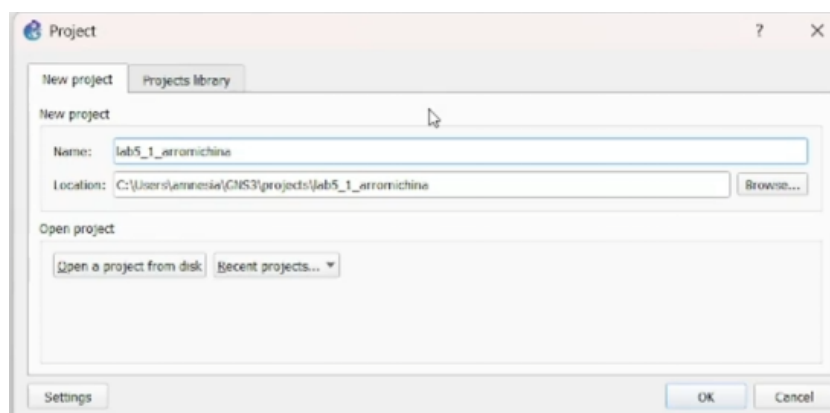 Project
New project Projects library
New project
Name: lab5_1_arromichina
Location: C:\Users\amnesia\GNS3\projects\lab5_1_arromichina Browse...
Open project
Open a project from disk Recent projects...
Settings OK Cancel